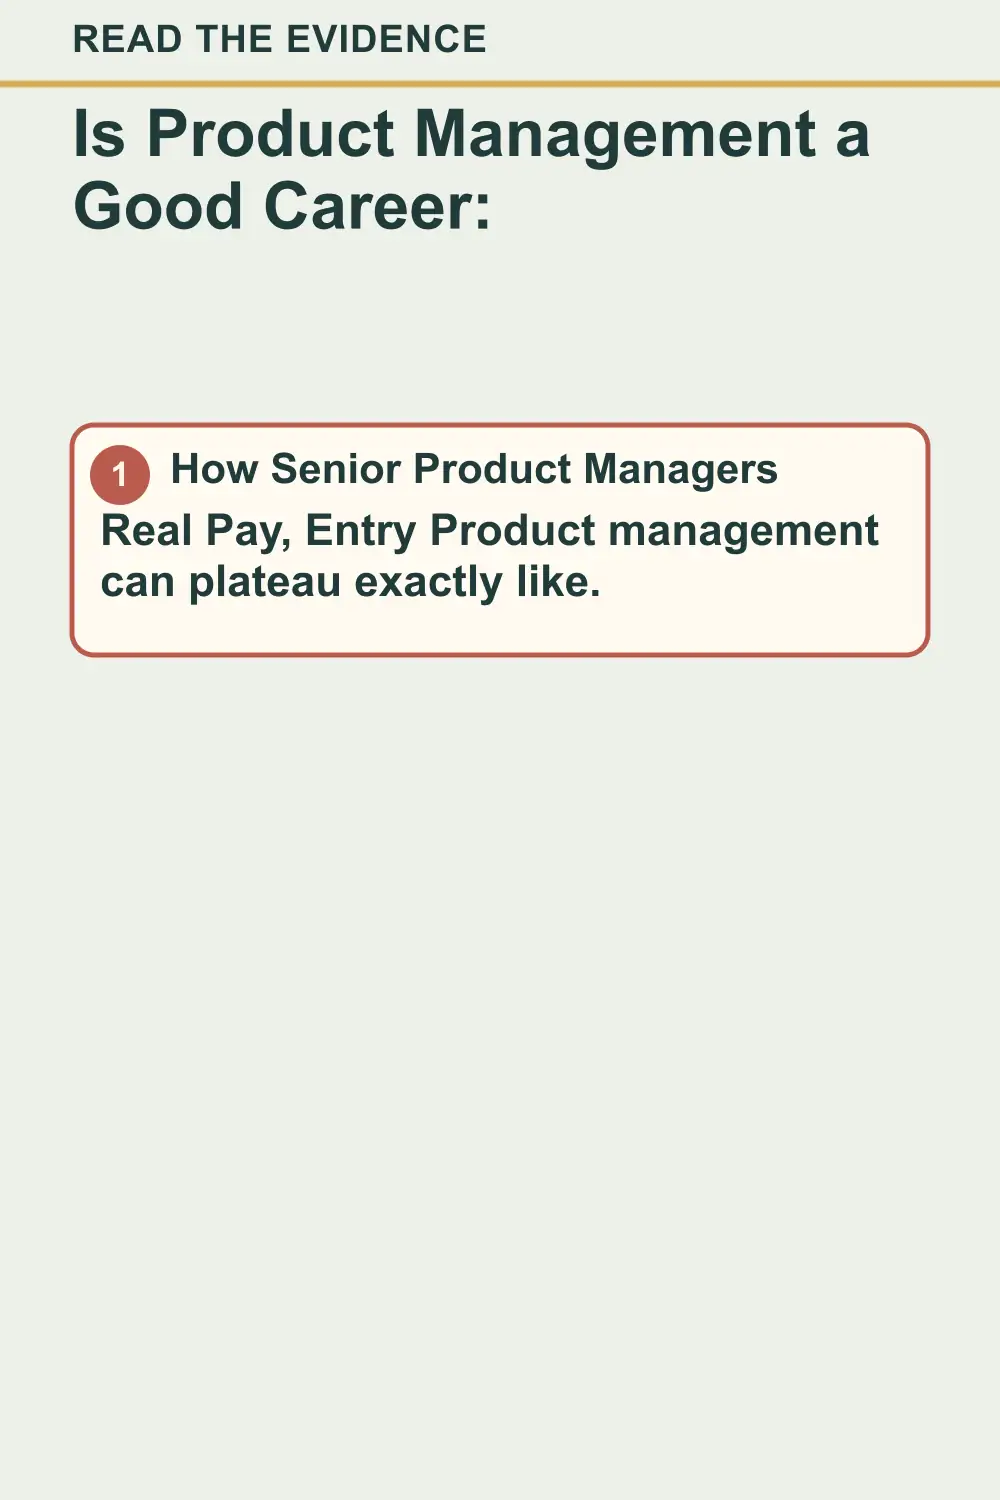 READ THE EVIDENCE
Is Product Management a
Good Career:
1 How Senior Product Managers
Real Pay, Entry Product management
can plateau exactly like.